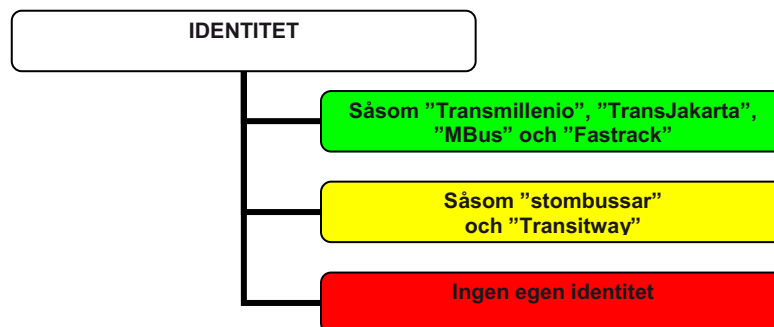 IDENTITET
Såsom ”Transmillenio”, ”TransJakarta”,
”MBus” och ”Fastrack”
Såsom ”stombussar”
och ”Transitway”
Ingen egen identitet